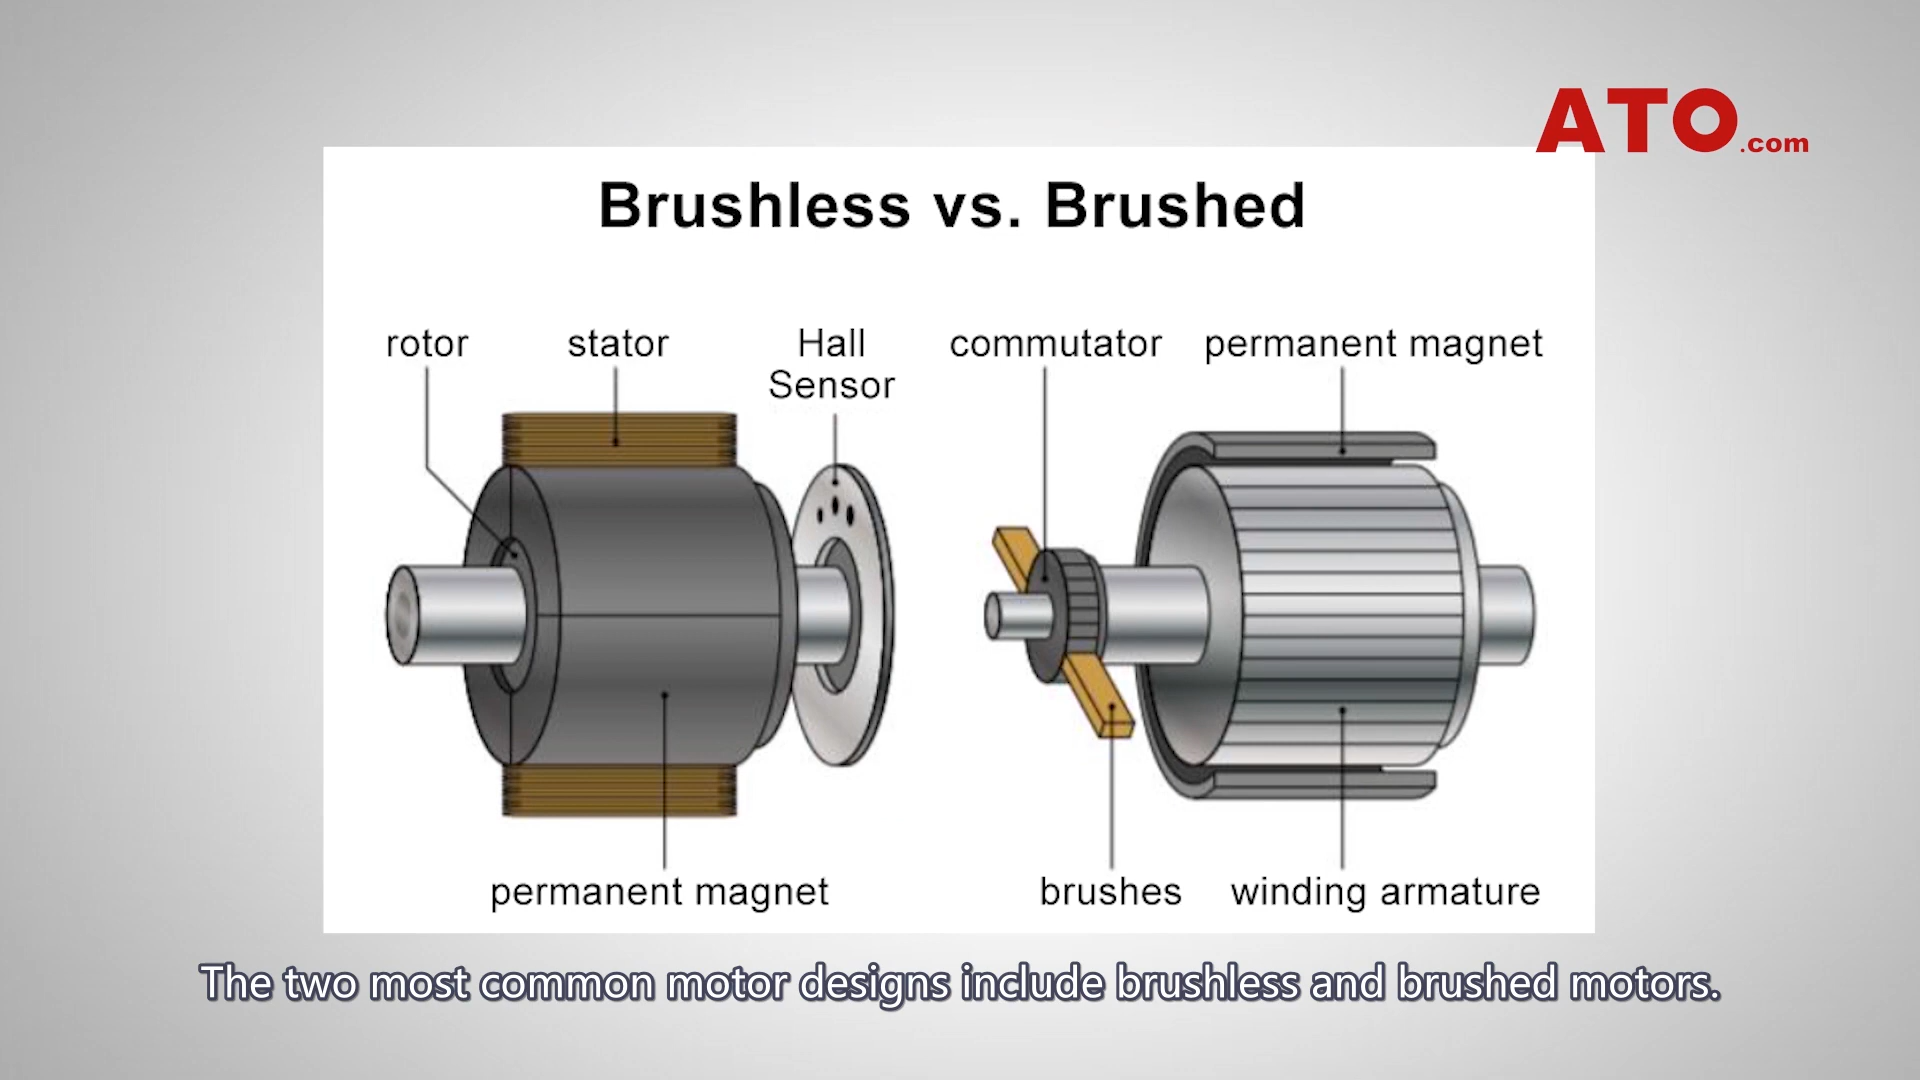 ATO.com
Brushless vs. Brushed
rotor
stator
Hall
Sensor
commutator
permanent magnet
permanent magnet
brushes
winding armature
The two most common motor designs include brushless and brushed motors.